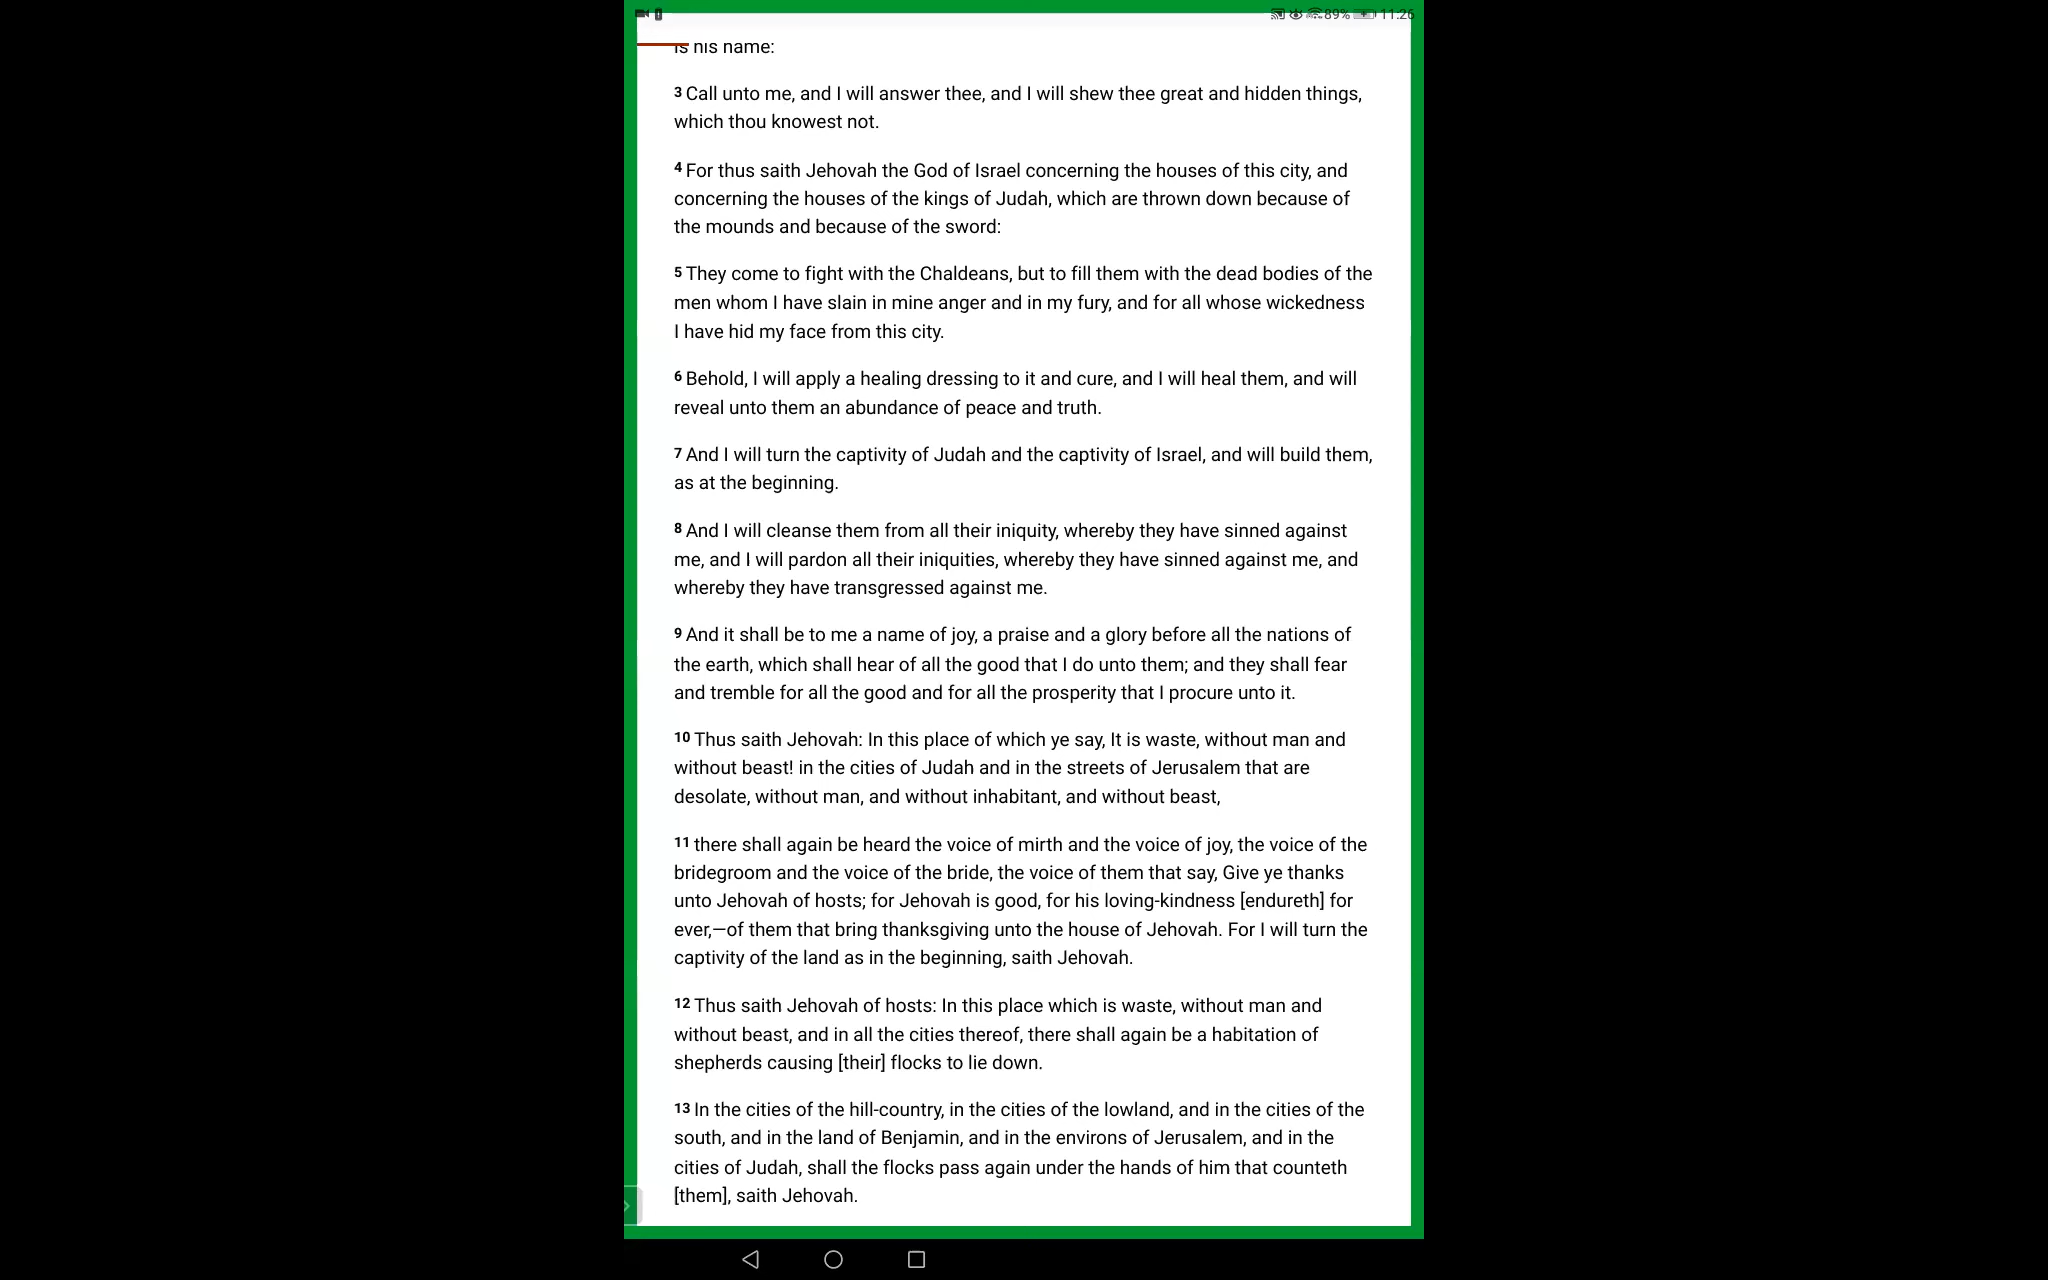 89% 11:26
is his name:
3 Call unto me, and I will answer thee, and I will shew thee great and hidden things,
which thou knowest not.
4 For thus saith Jehovah the God of Israel concerning the houses of this city, and
concerning the houses of the kings of Judah, which are thrown down because of
the mounds and because of the sword:
5 They come to fight with the Chaldeans, but to fill them with the dead bodies of the
men whom I have slain in mine anger and in my fury, and for all whose wickedness
I have hid my face from this city.
6 Behold, I will apply a healing dressing to it and cure, and I will heal them, and will
reveal unto them an abundance of peace and truth.
7 And I will turn the captivity of Judah and the captivity of Israel, and will build them,
as at the beginning.
8 And I will cleanse them from all their iniquity, whereby they have sinned against
me, and I will pardon all their iniquities, whereby they have sinned against me, and
whereby they have transgressed against me.
9 And it shall be to me a name of joy, a praise and a glory before all the nations of
the earth, which shall hear of all the good that I do unto them; and they shall fear
and tremble for all the good and for all the prosperity that I procure unto it.
10 Thus saith Jehovah: In this place of which ye say, It is waste, without man and
without beast! in the cities of Judah and in the streets of Jerusalem that are
desolate, without man, and without inhabitant, and without beast,
11 there shall again be heard the voice of mirth and the voice of joy, the voice of the
bridegroom and the voice of the bride, the voice of them that say, Give ye thanks
unto Jehovah of hosts; for Jehovah is good, for his loving-kindness [endureth] for
ever,—of them that bring thanksgiving unto the house of Jehovah. For I will turn the
captivity of the land as in the beginning, saith Jehovah.
12 Thus saith Jehovah of hosts: In this place which is waste, without man and
without beast, and in all the cities thereof, there shall again be a habitation of
shepherds causing [their] flocks to lie down.
13 In the cities of the hill-country, in the cities of the lowland, and in the cities of the
south, and in the land of Benjamin, and in the environs of Jerusalem, and in the
cities of Judah, shall the flocks pass again under the hands of him that counteth
[them], saith Jehovah.